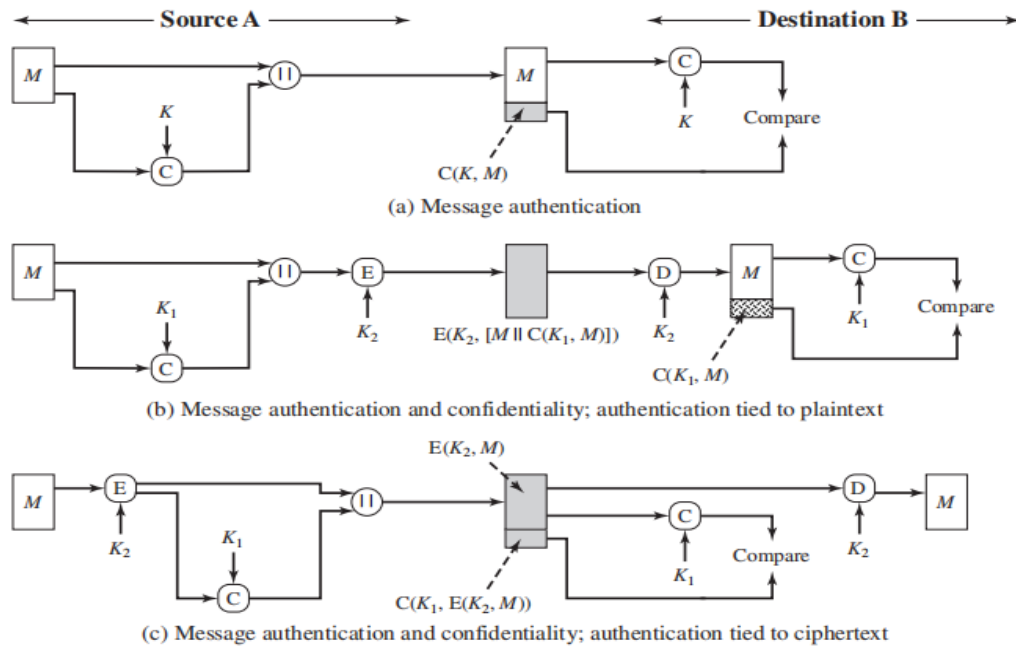 Source A Destination B
M || M C
K K Compare
C
C(K, M)
(a) Message authentication
M || E D M C
K₁ K₂ E(K₂, [M || C(K₁, M)]) K₂ K₁ Compare
C C(K₁, M)
(b) Message authentication and confidentiality; authentication tied to plaintext
E(K₂, M)
M E || D M
K₂ K₁ C K₁ Compare K₂
C C(K₁, E(K₂, M))
(c) Message authentication and confidentiality; authentication tied to ciphertext